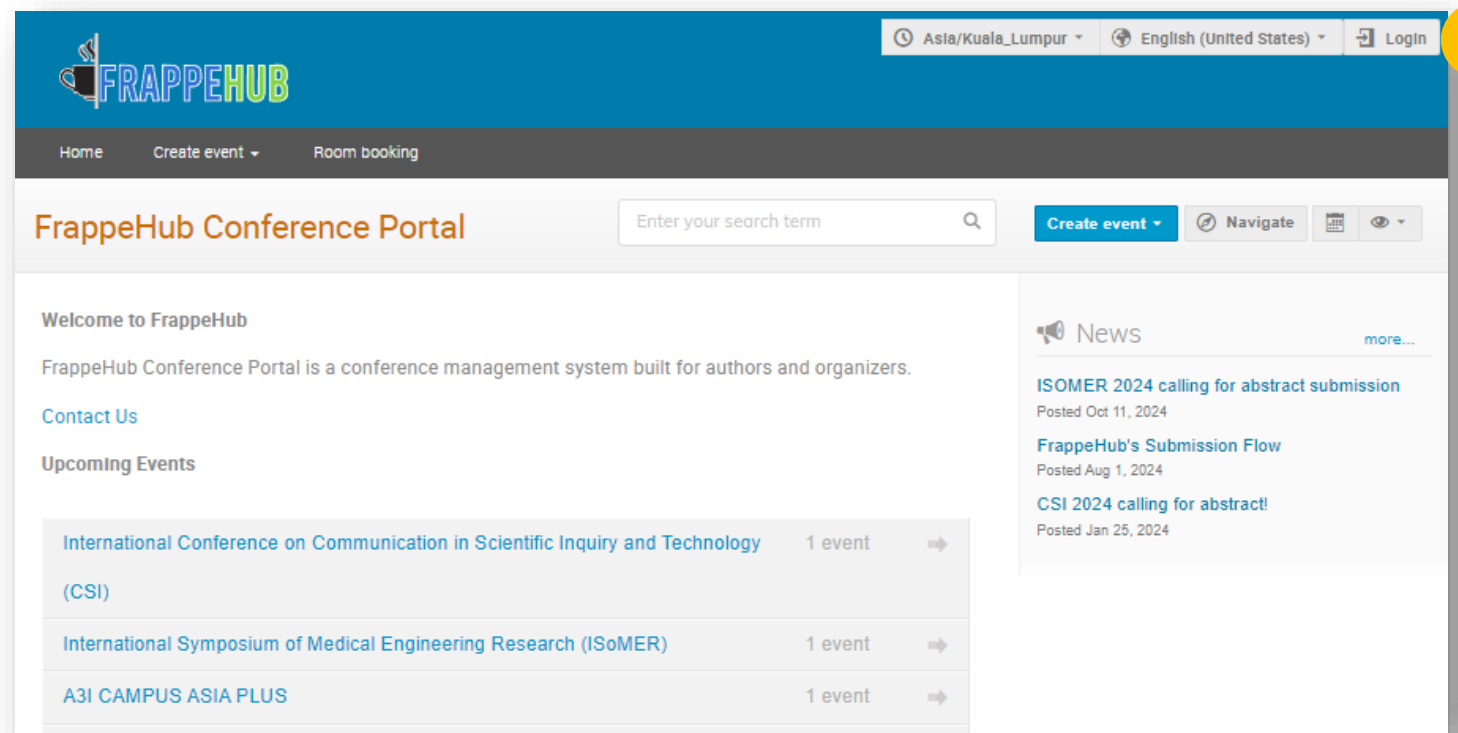 Asia/Kuala_Lumpur
English (United States)
Login
FRAPPEHUB
Home
Create event
Room booking
FrappeHub Conference Portal
Enter your search term
Create event
Navigate
Welcome to FrappeHub
FrappeHub Conference Portal is a conference management system built for authors and organizers.
Contact Us
Upcoming Events
International Conference on Communication in Scientific Inquiry and Technology
(CSI)
1 event
International Symposium of Medical Engineering Research (ISoMER)
1 event
A3I CAMPUS ASIA PLUS
1 event
News
more...
ISOMER 2024 calling for abstract submission
Posted Oct 11, 2024
FrappeHub's Submission Flow
Posted Aug 1, 2024
CSI 2024 calling for abstract!
Posted Jan 25, 2024